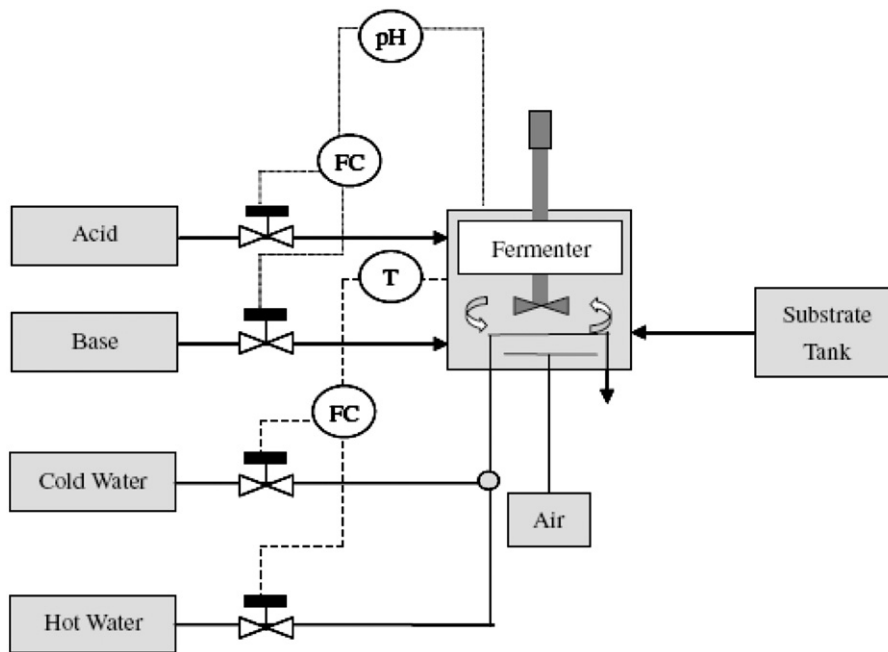 pH
FC
Acid
Fermenter
T
Base
Substrate
Tank
FC
Cold Water
Air
Hot Water